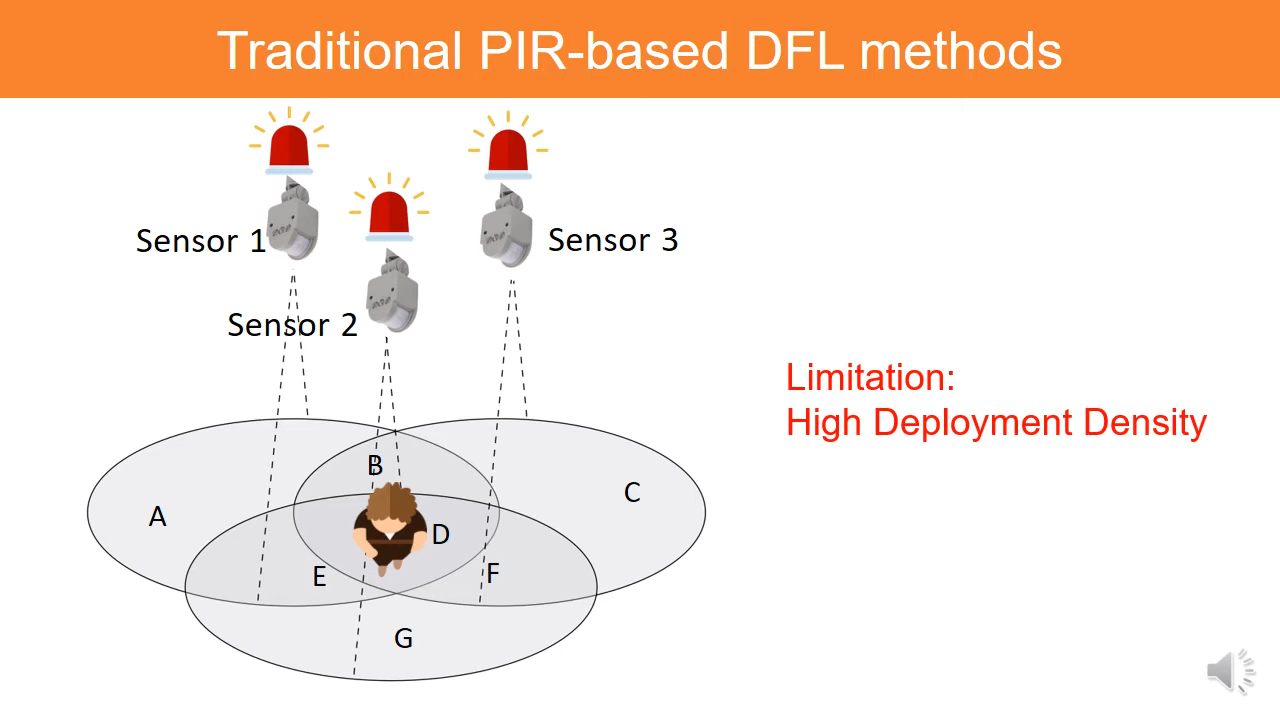 Traditional PIR-based DFL methods
Sensor 1
Sensor 3
Sensor 2
Limitation:
High Deployment Density
B
C
A
D
E
F
G